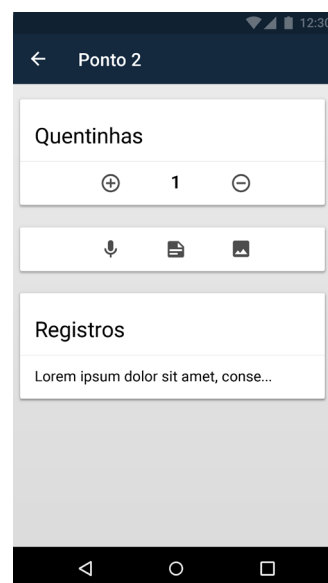 12:30
Ponto 2
Quentinhas
1
Registros
Lorem ipsum dolor sit amet, conse...